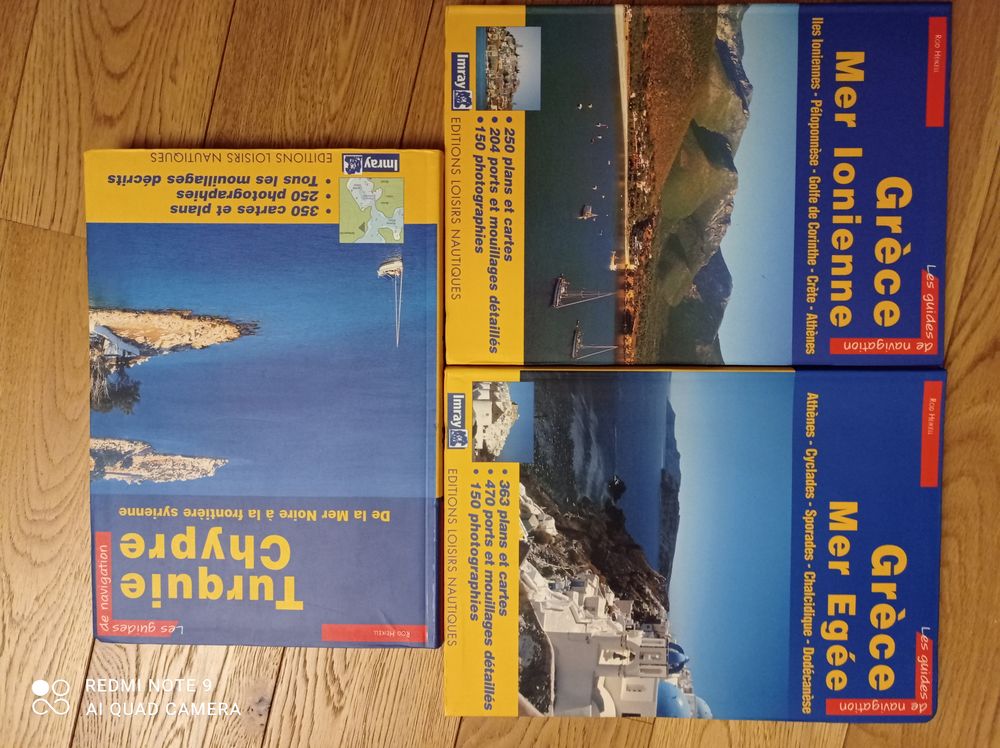 Rod Heikell
Les guides
de navigation
Turquie
Chypre
De la Mer Noire à la frontière syrienne
• 350 cartes et plans
• 250 photographies
• Tous les mouillages décrits
Imray
EDITIONS LOISIRS NAUTIQUES
Rod Heikell
Les guides
de navigation
Grèce
Mer Ionienne
Iles Ioniennes - Péloponnèse - Golfe de Corinthe - Crète - Athènes
• 250 plans et cartes
• 204 ports et mouillages détaillés
• 150 photographies
Imray
EDITIONS LOISIRS NAUTIQUES
Rod Heikell
Les guides
de navigation
Grèce
Mer Egée
Athènes - Cyclades - Sporades - Chalcidique - Dodécanèse
• 363 plans et cartes
• 470 ports et mouillages détaillés
• 150 photographies
Imray
EDITIONS LOISIRS NAUTIQUES
REDMI NOTE 9
AI QUAD CAMERA